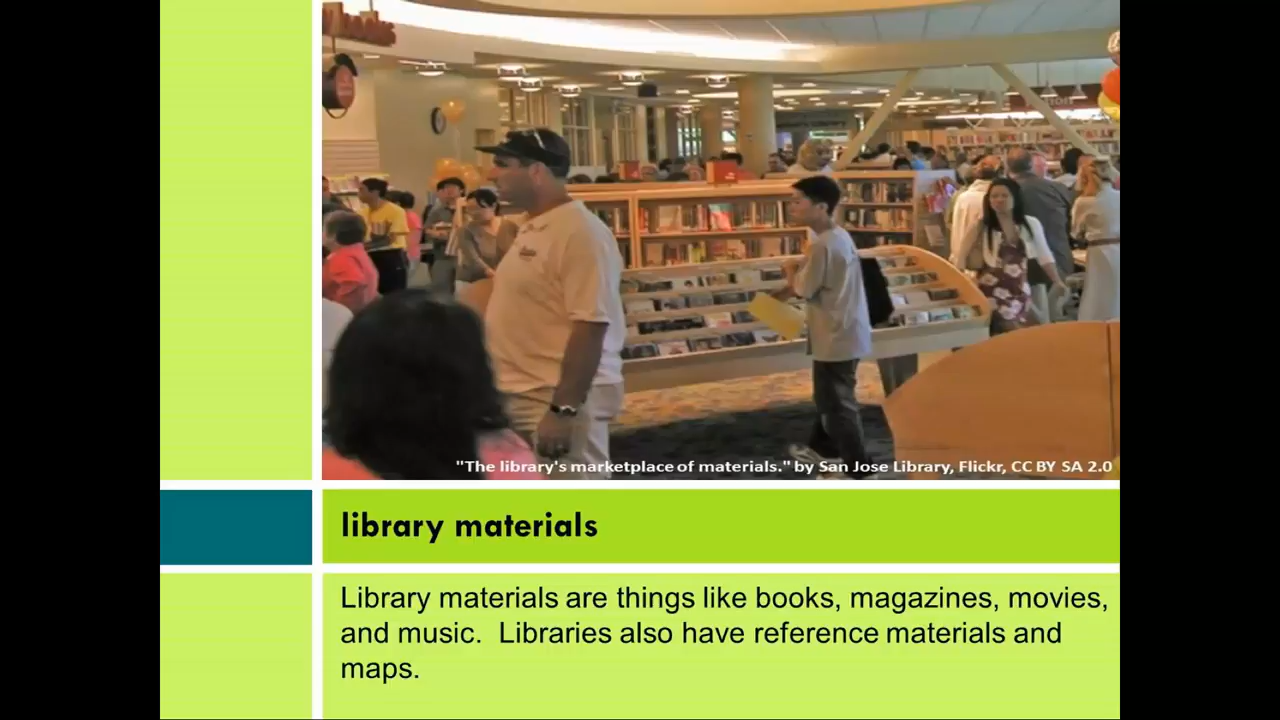 "The library's marketplace of materials." by San Jose Library, Flickr, CC BY SA 2.0
library materials
Library materials are things like books, magazines, movies,
and music.  Libraries also have reference materials and
maps.